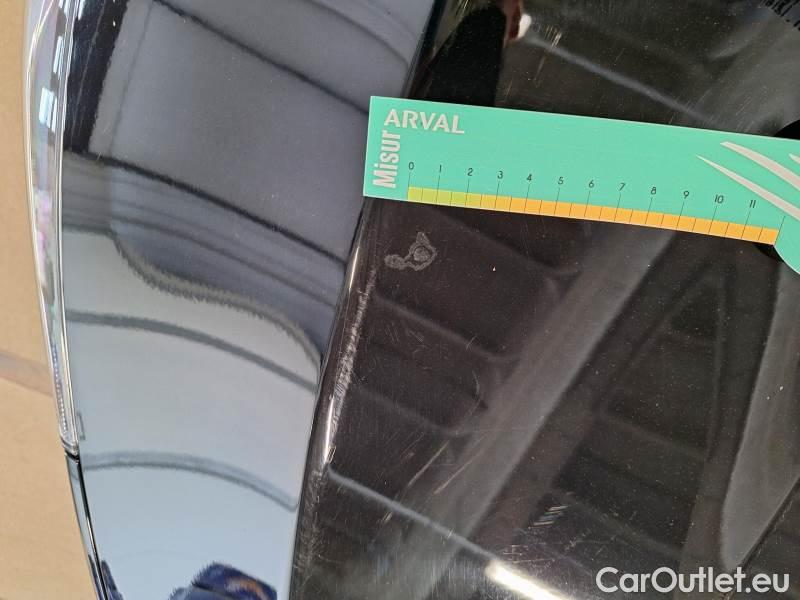 ARVAL
Misur
0 1 2 3 4 5 6 7 8 9 10 11
CarOutlet.eu